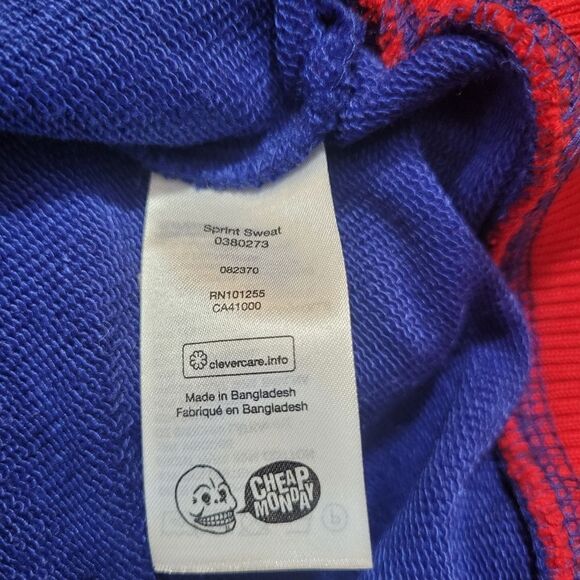 Sprint Sweat
0380273
082370
RN101255
CA41000
clevercare.info
Made in Bangladesh
Fabriqué en Bangladesh
CHEAP
MONDAY